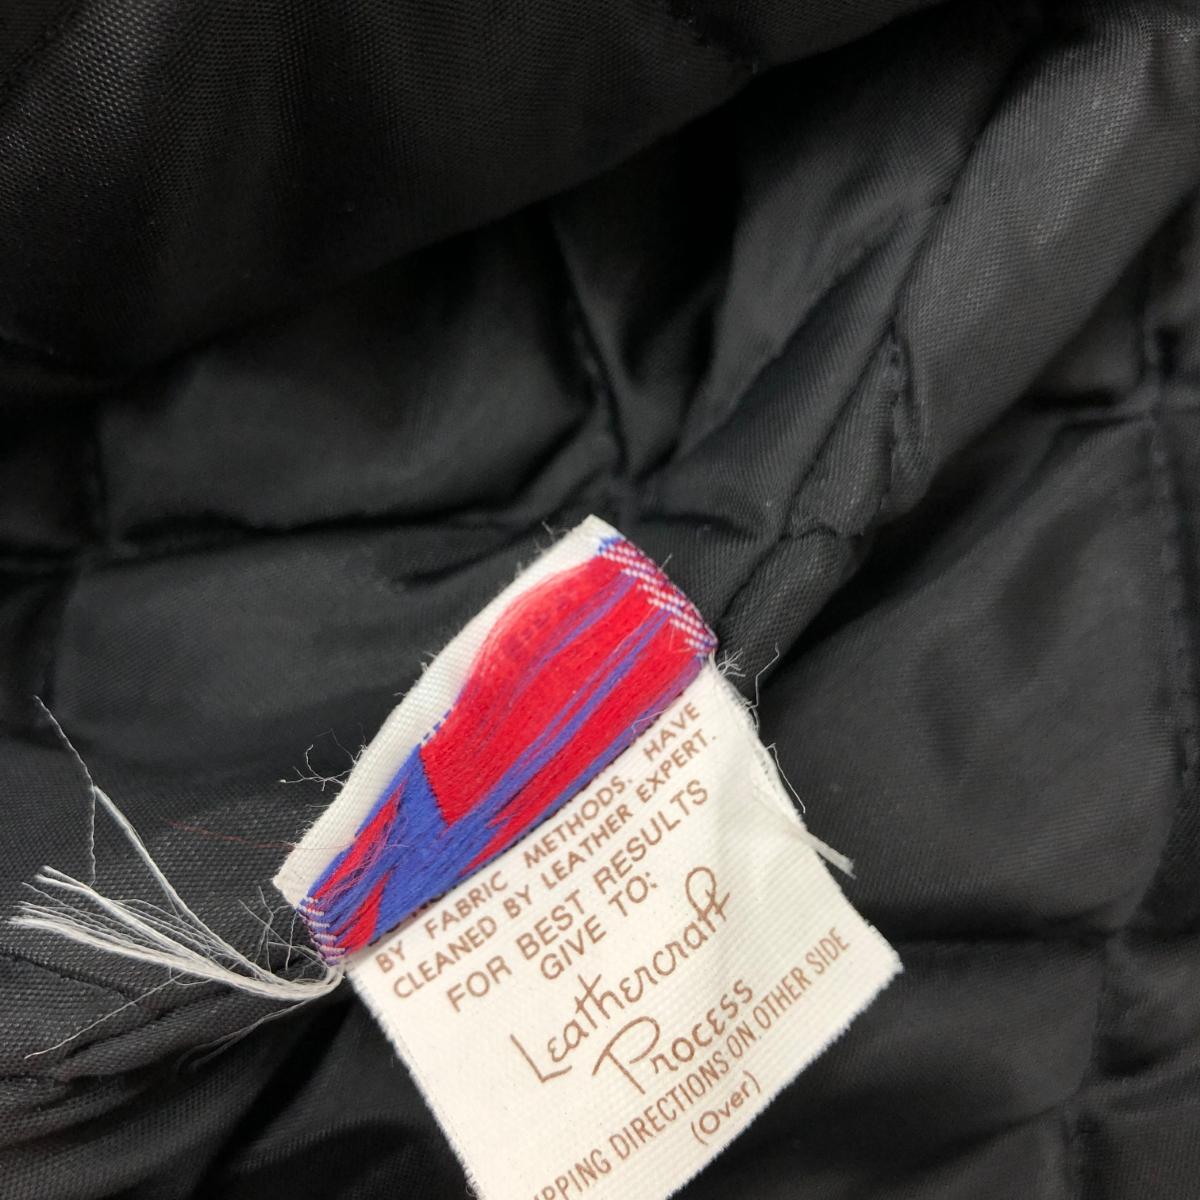 BY FABRIC METHODS. HAVE
CLEANED BY LEATHER EXPERT.
FOR BEST RESULTS
GIVE TO:
Leathercraft
Process
PPING DIRECTIONS ON OTHER SIDE
(Over)